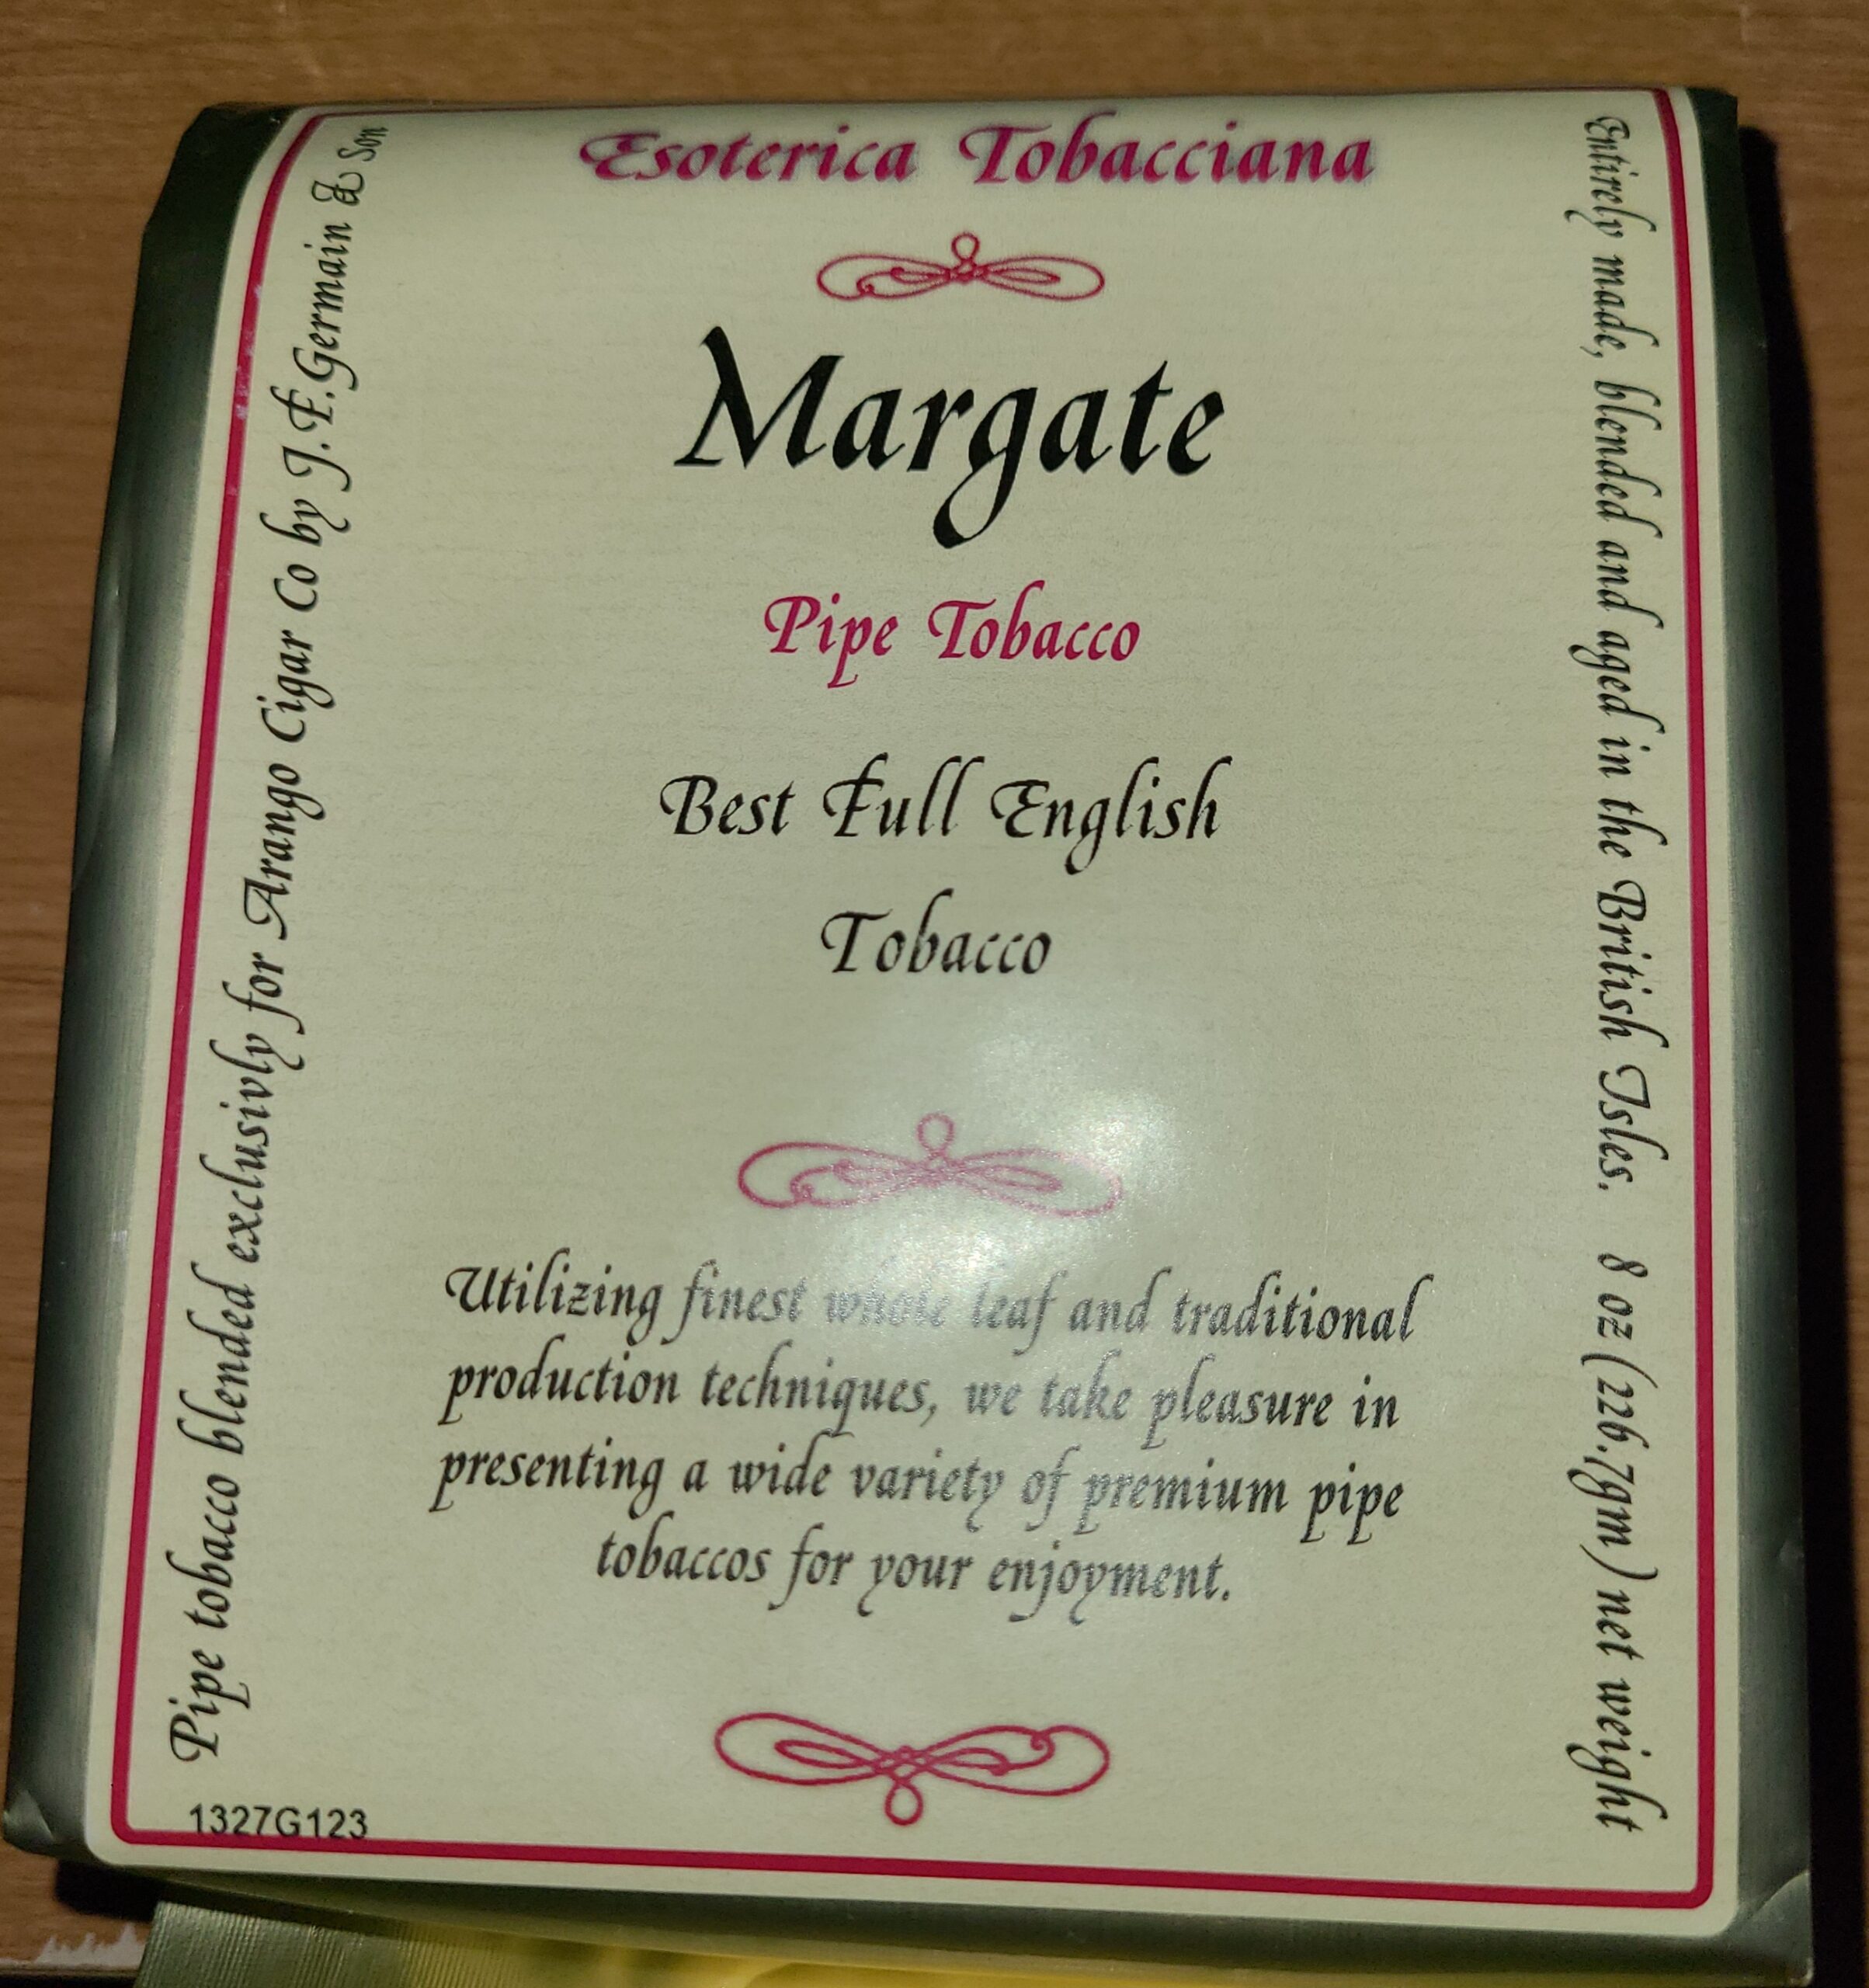 Esoterica Tobacciana
Margate
Pipe Tobacco
Best Full English
Tobacco
Utilizing finest whole leaf and traditional
production techniques, we take pleasure in
presenting a wide variety of premium pipe
tobaccos for your enjoyment.
Pipe tobacco blended exclusivly for Arango Cigar Co by J.F.Germain & Son
Entirely made, blended and aged in the British Isles. 8 oz (226.7gm) net weight
1327G123